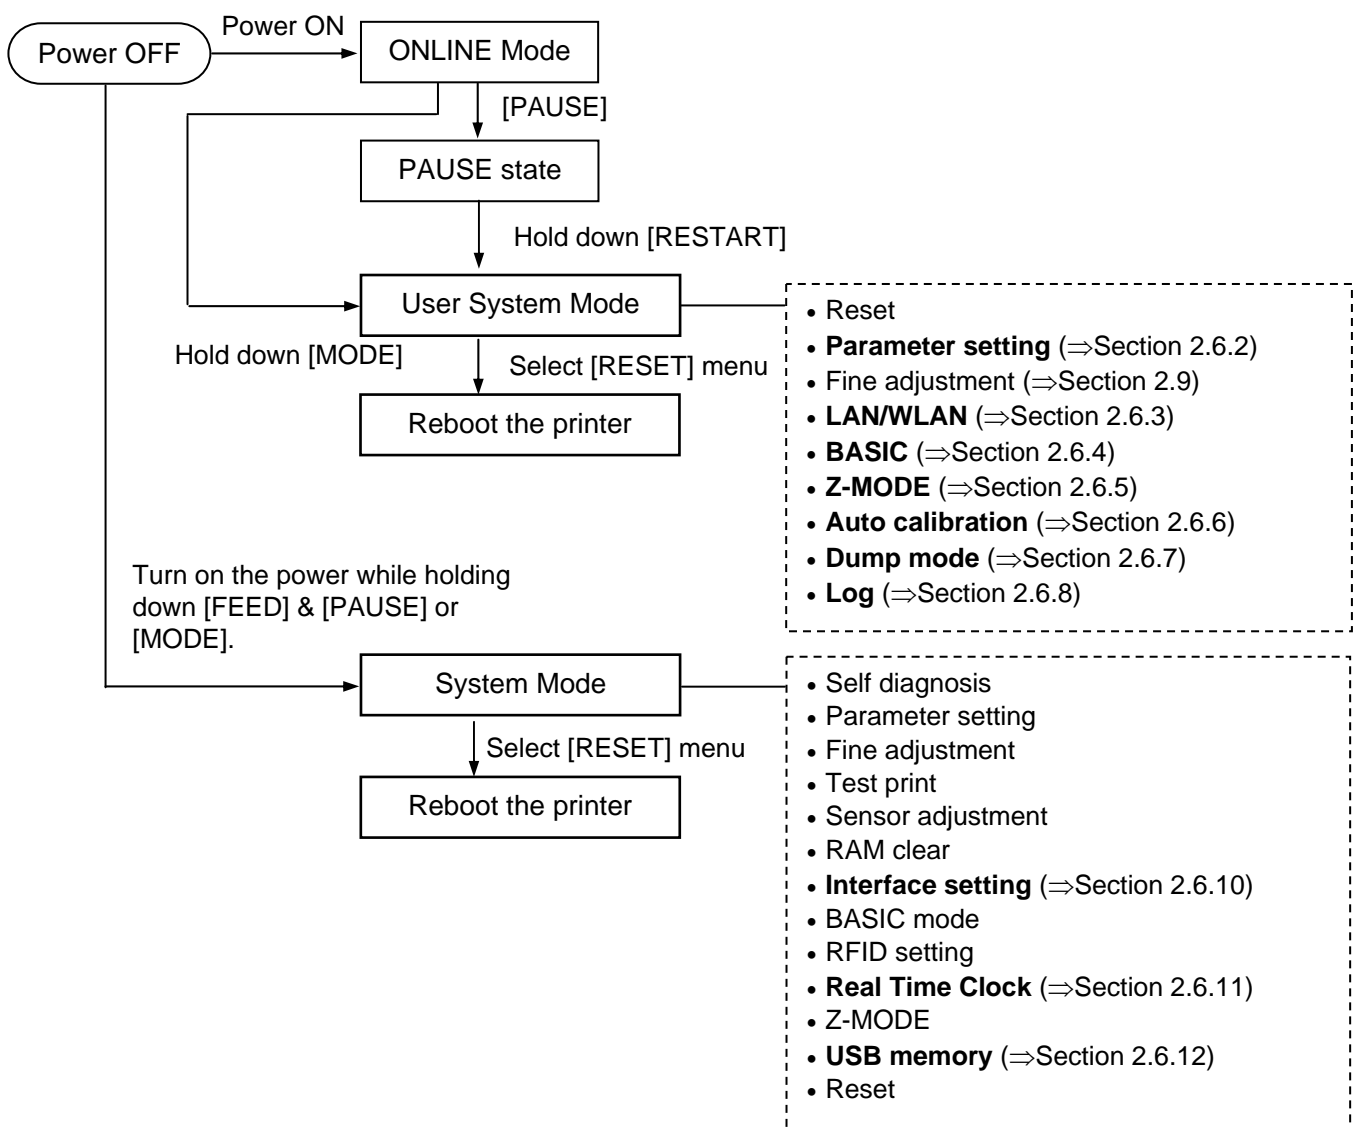 Power ON
Power OFF
ONLINE Mode
[PAUSE]
PAUSE state
Hold down [RESTART]
User System Mode
Hold down [MODE]
Select [RESET] menu
Reboot the printer
• Reset
• Parameter setting (⇒Section 2.6.2)
• Fine adjustment (⇒Section 2.9)
• LAN/WLAN (⇒Section 2.6.3)
• BASIC (⇒Section 2.6.4)
• Z-MODE (⇒Section 2.6.5)
• Auto calibration (⇒Section 2.6.6)
• Dump mode (⇒Section 2.6.7)
• Log (⇒Section 2.6.8)
Turn on the power while holding
down [FEED] & [PAUSE] or
[MODE].
System Mode
Select [RESET] menu
Reboot the printer
• Self diagnosis
• Parameter setting
• Fine adjustment
• Test print
• Sensor adjustment
• RAM clear
• Interface setting (⇒Section 2.6.10)
• BASIC mode
• RFID setting
• Real Time Clock (⇒Section 2.6.11)
• Z-MODE
• USB memory (⇒Section 2.6.12)
• Reset